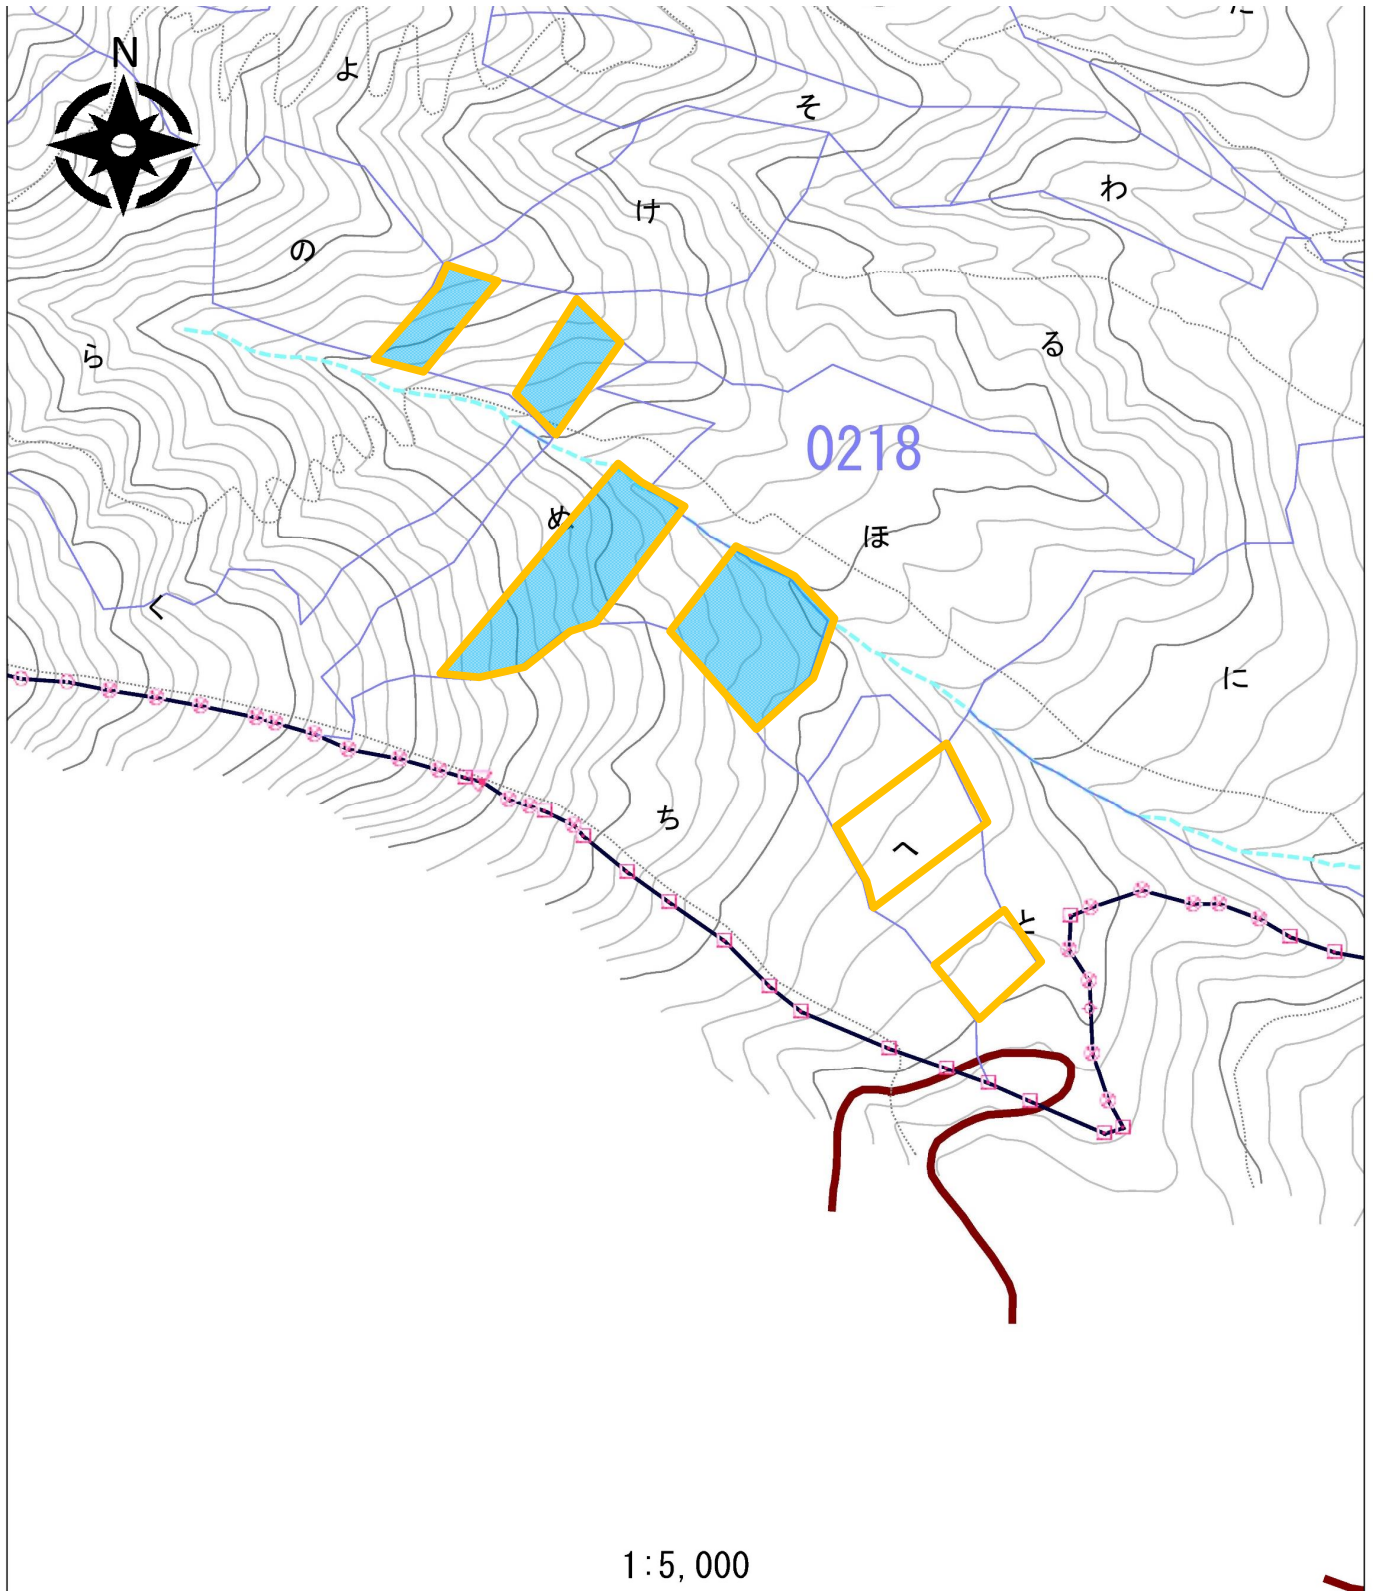 N
よ
そ
わ
け
の
る
ら
0218
め
ほ
く
に
ち
へ
と
1:5,000